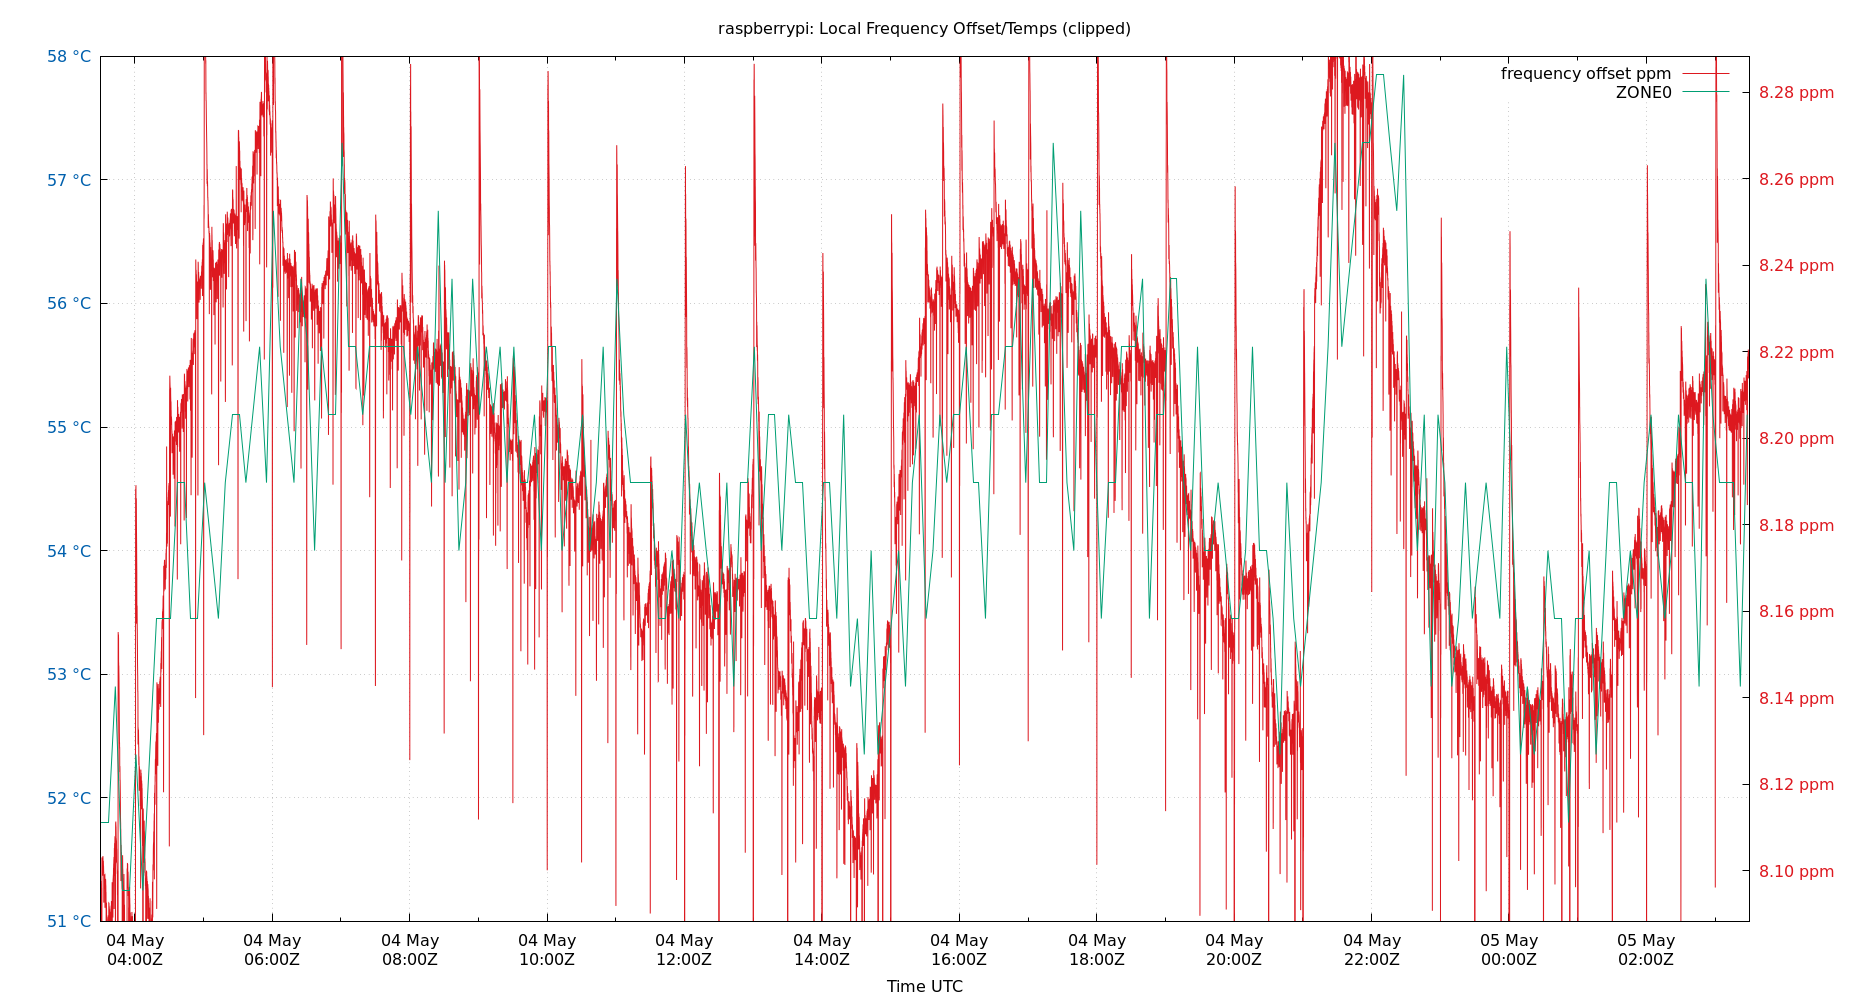 raspberrypi: Local Frequency Offset/Temps (clipped)
frequency offset ppm
ZONE0
58 °C
57 °C
56 °C
55 °C
54 °C
53 °C
52 °C
51 °C
8.28 ppm
8.26 ppm
8.24 ppm
8.22 ppm
8.20 ppm
8.18 ppm
8.16 ppm
8.14 ppm
8.12 ppm
8.10 ppm
04 May
04:00Z
04 May
06:00Z
04 May
08:00Z
04 May
10:00Z
04 May
12:00Z
04 May
14:00Z
04 May
16:00Z
04 May
18:00Z
04 May
20:00Z
04 May
22:00Z
05 May
00:00Z
05 May
02:00Z
Time UTC